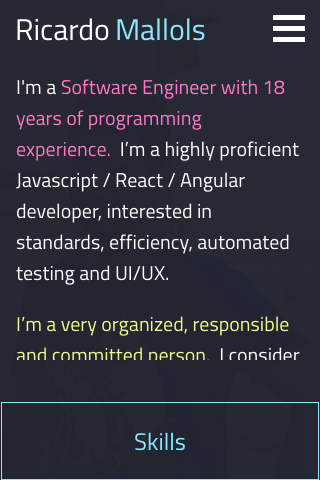 Ricardo Mallols
I'm a Software Engineer with 18
years of programming
experience. I’m a highly proficient
Javascript / React / Angular
developer, interested in
standards, efficiency, automated
testing and UI/UX.
I’m a very organized, responsible
and committed person. I consider
Skills